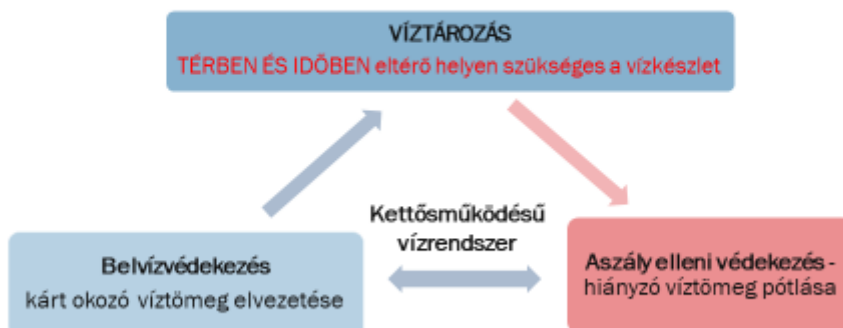 VÍZTÁROZÁS
TÉRBEN ÉS IDŐBEN eltérő helyen szükséges a vízkészlet
Kettősműködésű
vízrendszer
Belvízvédekezés
kárt okozó víztömeg elvezetése
Aszály elleni védekezés -
hiányzó víztömeg pótlása